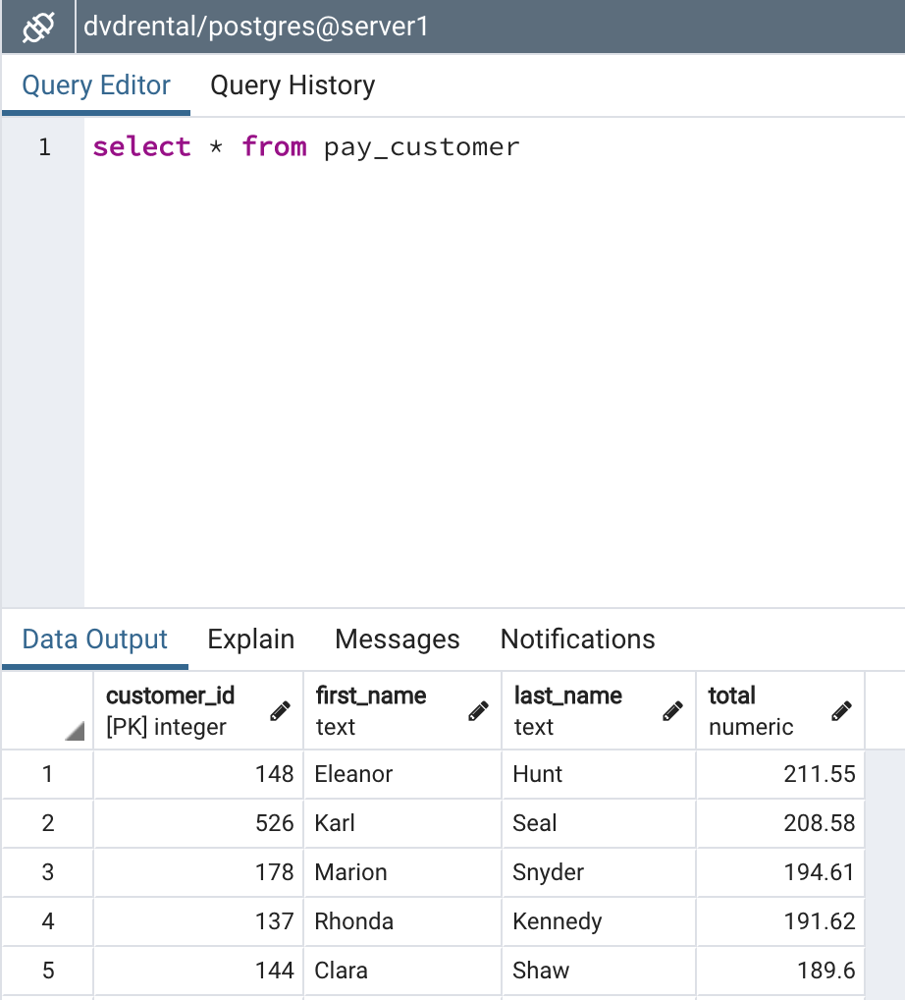 dvdrental/postgres@server1
Query Editor Query History
1 select * from pay_customer
Data Output Explain Messages Notifications
customer_id first_name last_name total
[PK] integer text text numeric
1 148 Eleanor Hunt 211.55
2 526 Karl Seal 208.58
3 178 Marion Snyder 194.61
4 137 Rhonda Kennedy 191.62
5 144 Clara Shaw 189.6